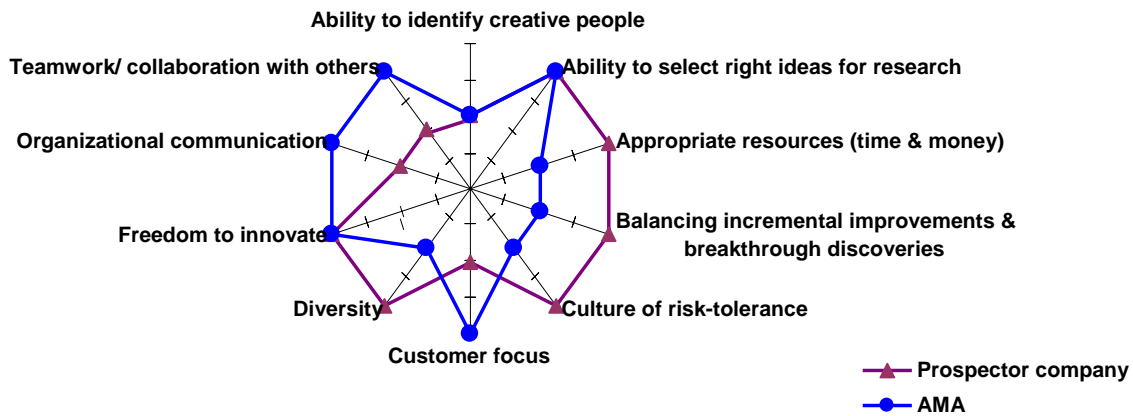 Ability to identify creative people
Teamwork/ collaboration with others
Ability to select right ideas for research
Organizational communication
Appropriate resources (time & money)
Freedom to innovate
Balancing incremental improvements &
breakthrough discoveries
Diversity
Culture of risk-tolerance
Customer focus
Prospector company
AMA